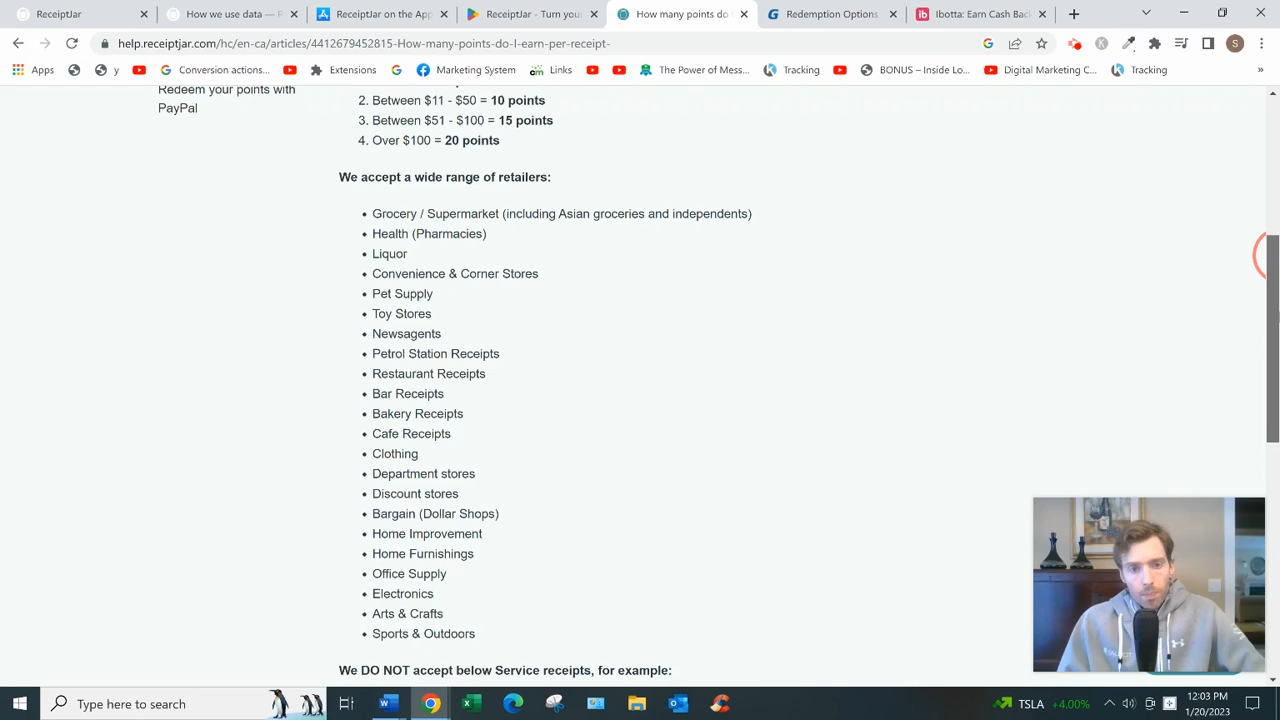 ReceiptJar
How we use data — R
ReceiptJar on the App
ReceiptJar - Turn your
How many points do I
Redemption Options
Ibotta: Earn Cash Back
help.receiptjar.com/hc/en-ca/articles/4412679452815-How-many-points-do-I-earn-per-receipt-
S
Apps
y
Conversion actions...
Extensions
Marketing System
Links
The Power of Mess...
Tracking
BONUS – Inside Lo...
Digital Marketing C...
Tracking
»
Redeem your points with
PayPal
2. Between $11 - $50 = 10 points
3. Between $51 - $100 = 15 points
4. Over $100 = 20 points
We accept a wide range of retailers:
Grocery / Supermarket (including Asian groceries and independents)
Health (Pharmacies)
Liquor
Convenience & Corner Stores
Pet Supply
Toy Stores
Newsagents
Petrol Station Receipts
Restaurant Receipts
Bar Receipts
Bakery Receipts
Cafe Receipts
Clothing
Department stores
Discount stores
Bargain (Dollar Shops)
Home Improvement
Home Furnishings
Office Supply
Electronics
Arts & Crafts
Sports & Outdoors
We DO NOT accept below Service receipts, for example:
Type here to search
TSLA +4.00%
12:03 PM
1/20/2023